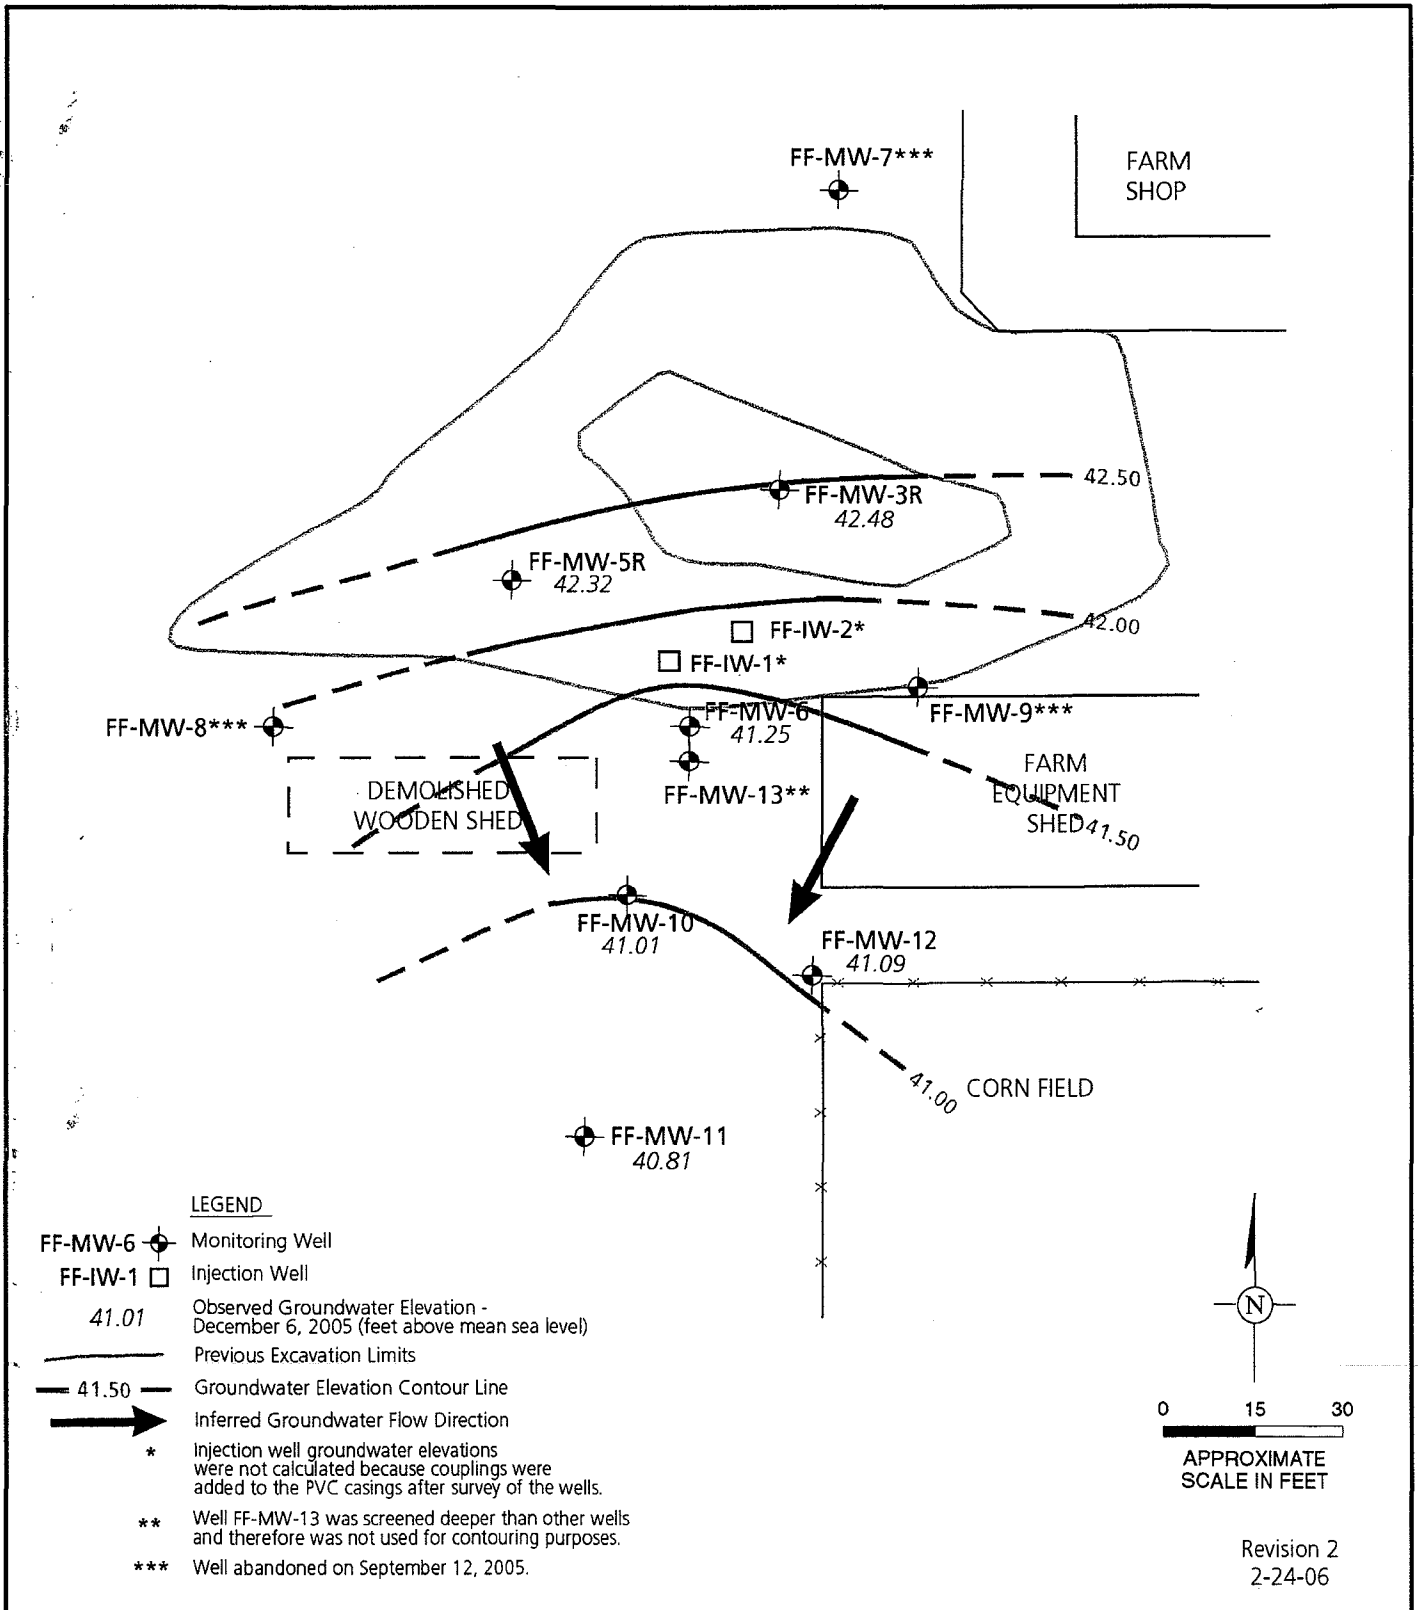 FF-MW-7***
FARM
SHOP
42.50
FF-MW-3R
42.48
FF-MW-5R
42.32
42.00
FF-IW-2*
FF-IW-1*
FF-MW-8***
FF-MW-6
41.25
FF-MW-9***
FF-MW-13**
DEMOLISHED
WOODEN SHED
FARM
EQUIPMENT
SHED
41.50
FF-MW-10
41.01
FF-MW-12
41.09
41.00
CORN FIELD
FF-MW-11
40.81
LEGEND
FF-MW-6 Monitoring Well
FF-IW-1 Injection Well
41.01 Observed Groundwater Elevation -
December 6, 2005 (feet above mean sea level)
Previous Excavation Limits
41.50 Groundwater Elevation Contour Line
Inferred Groundwater Flow Direction
* Injection well groundwater elevations
were not calculated because couplings were
added to the PVC casings after survey of the wells.
** Well FF-MW-13 was screened deeper than other wells
and therefore was not used for contouring purposes.
*** Well abandoned on September 12, 2005.
N
0 15 30
APPROXIMATE
SCALE IN FEET
Revision 2
2-24-06